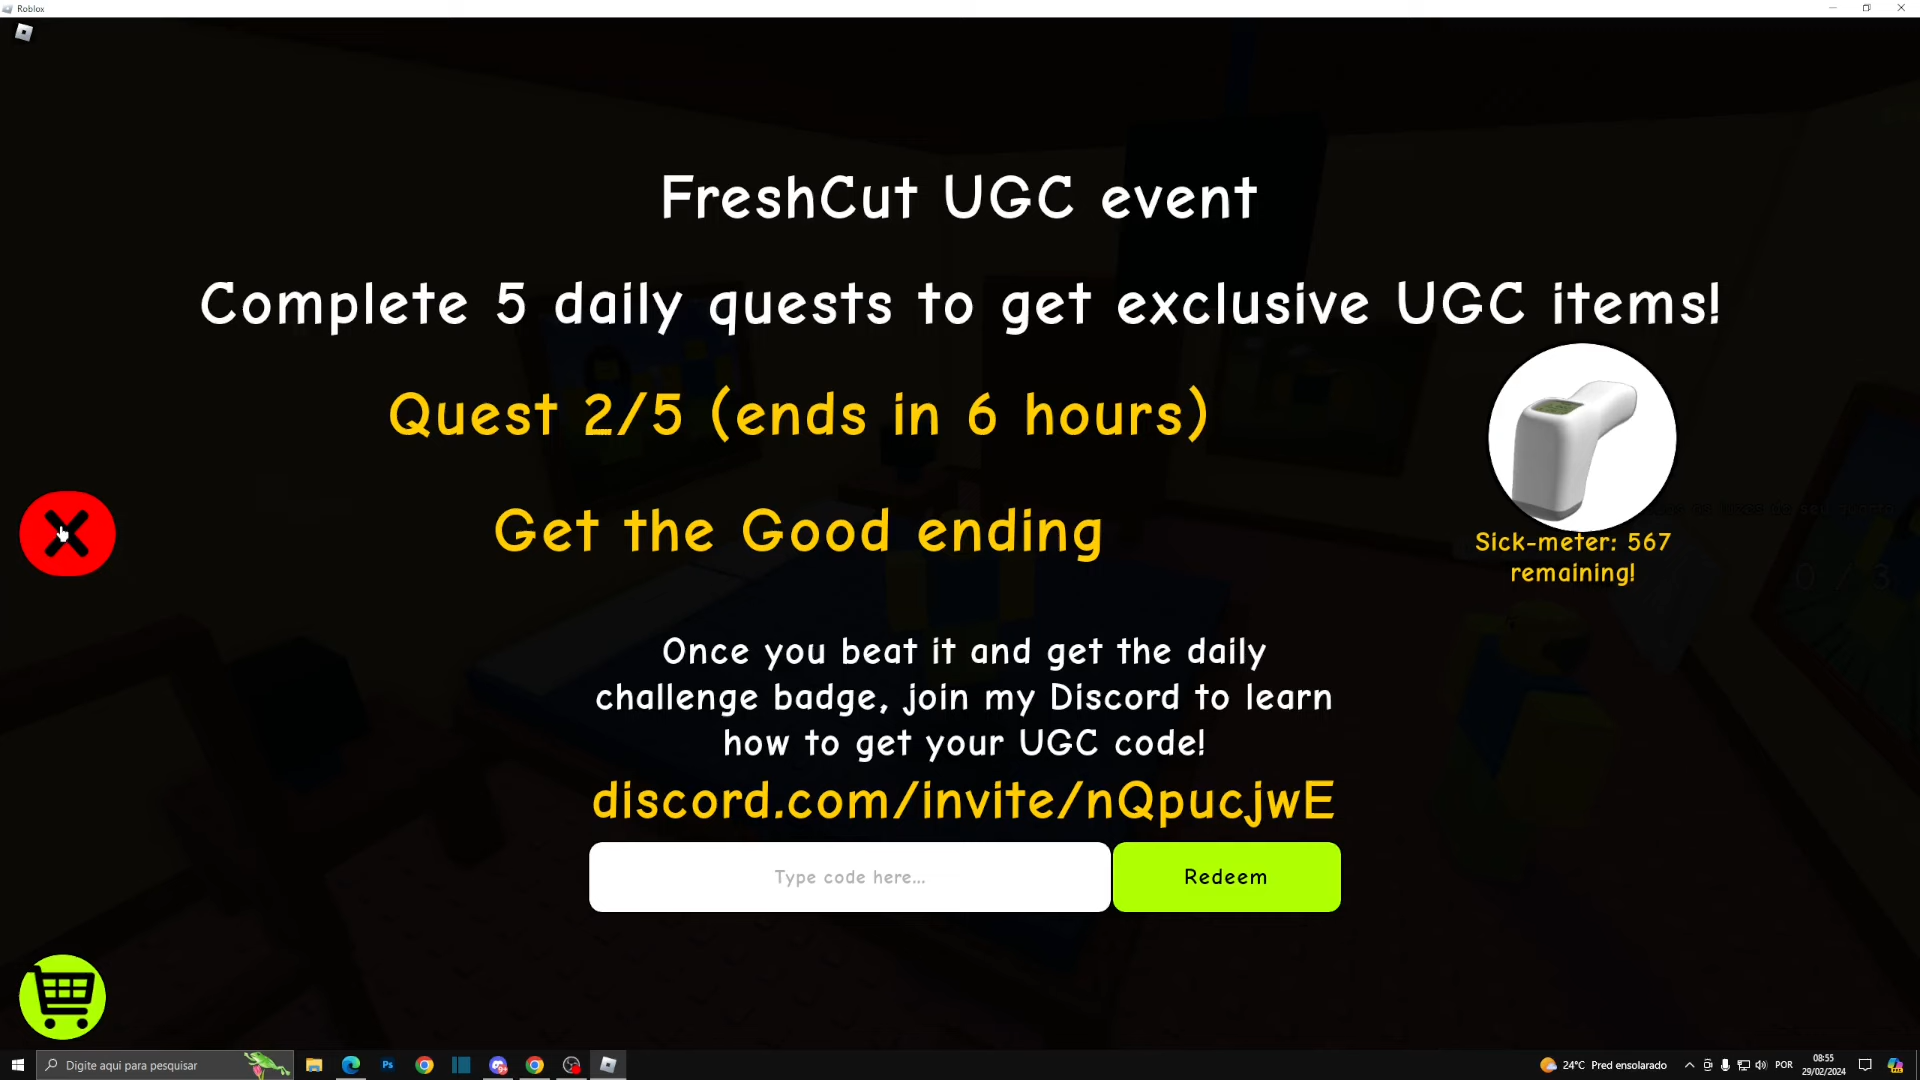 Roblox
FreshCut UGC event
Complete 5 daily quests to get exclusive UGC items!
Quest 2/5 (ends in 6 hours)
Get the Good ending
Sick-meter: 567
remaining!
0 / 3
Once you beat it and get the daily
challenge badge, join my Discord to learn
how to get your UGC code!
discord.com/invite/nQpucjwE
Type code here...
Redeem
Digite aqui para pesquisar
Ps
24°C Pred ensolarado
POR
08:55
29/02/2024